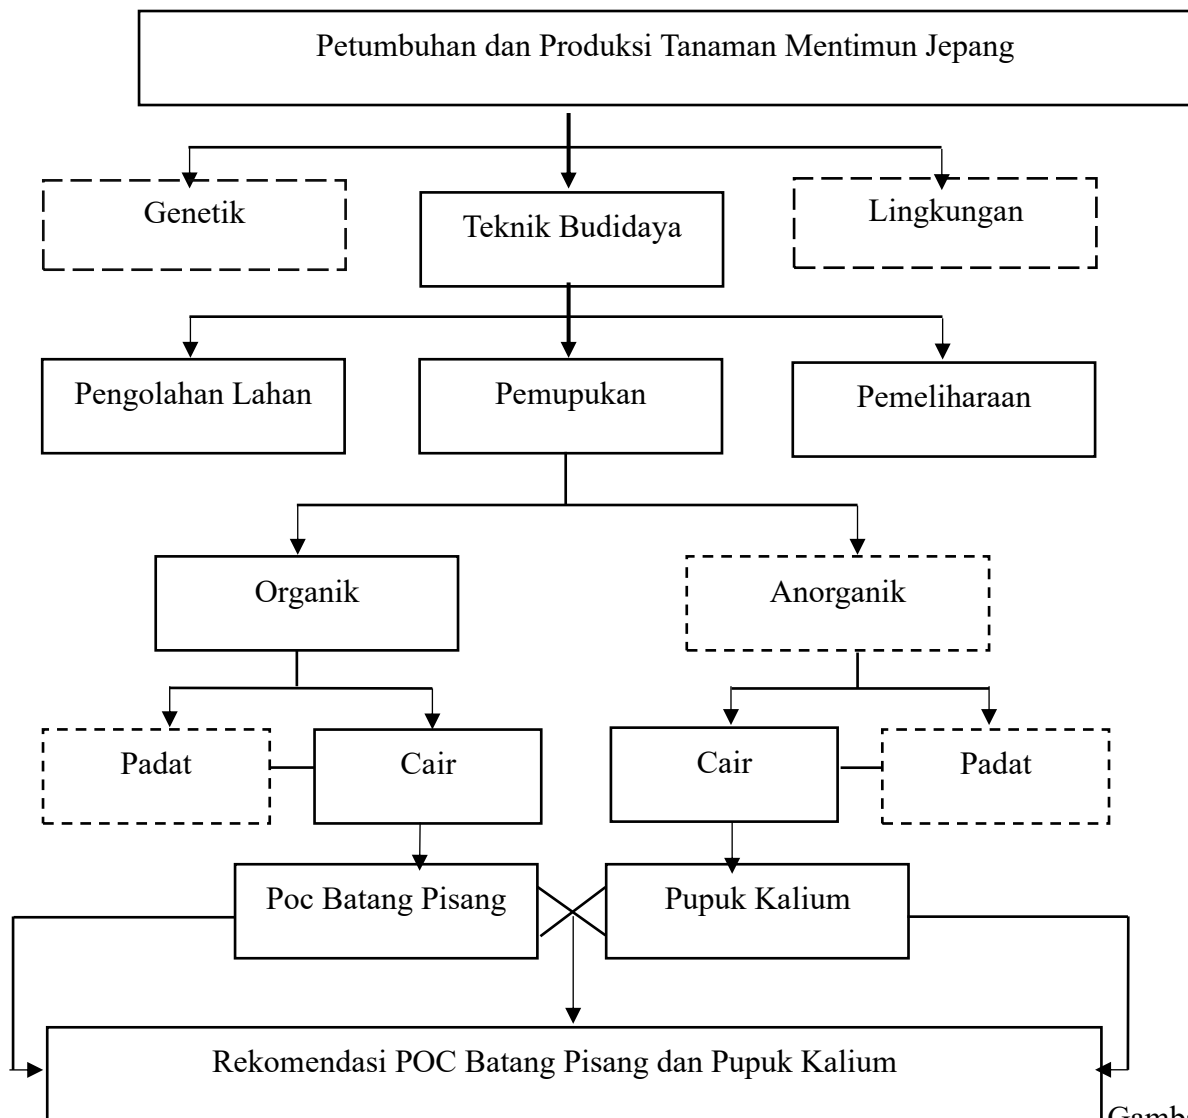 Petumbuhan dan Produksi Tanaman Mentimun Jepang
Genetik
Teknik Budidaya
Lingkungan
Pengolahan Lahan
Pemupukan
Pemeliharaan
Organik
Anorganik
Padat
Cair
Cair
Padat
Poc Batang Pisang
Pupuk Kalium
Rekomendasi POC Batang Pisang dan Pupuk Kalium